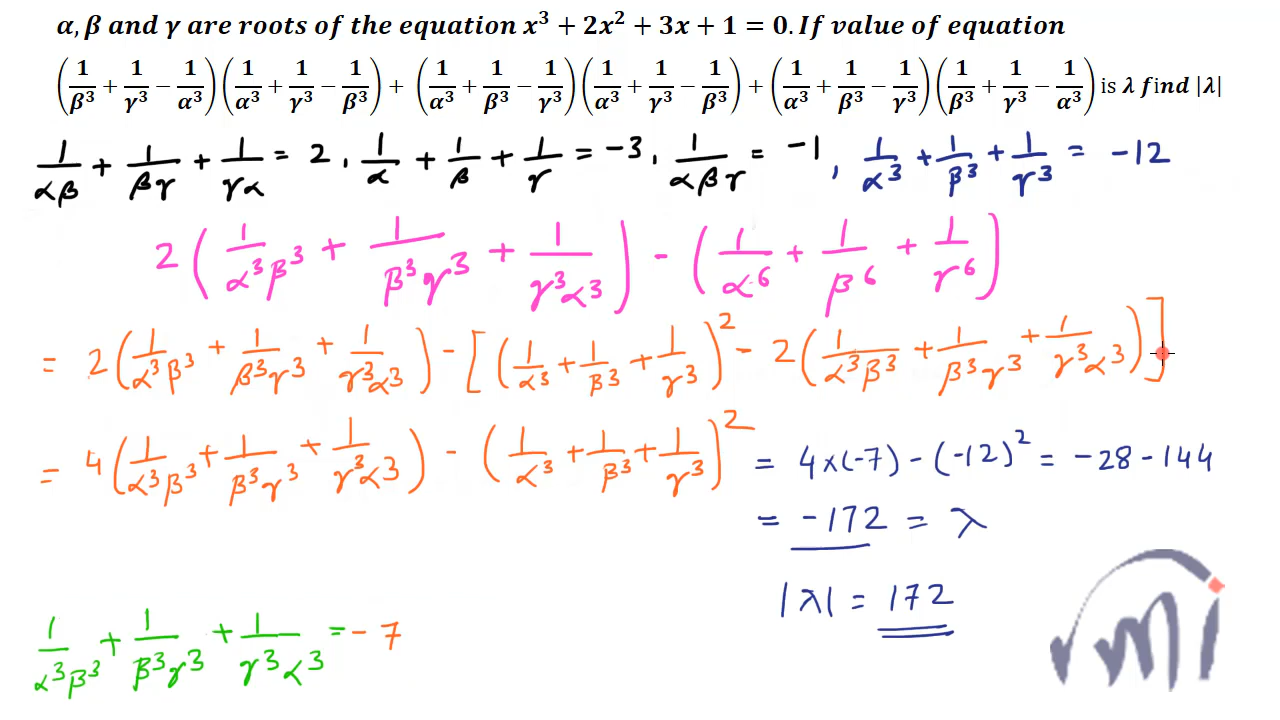 α, β and γ are roots of the equation x³ + 2x² + 3x + 1 = 0. If value of equation
(1/β³ + 1/γ³ − 1/α³)(1/α³ + 1/γ³ − 1/β³) + (1/α³ + 1/β³ − 1/γ³)(1/α³ + 1/γ³ − 1/β³) + (1/α³ + 1/β³ − 1/γ³)(1/β³ + 1/γ³ − 1/α³) is λ find |λ|
1/αβ + 1/βγ + 1/γα = 2, 1/α + 1/β + 1/γ = −3, 1/αβγ = −1, 1/α³ + 1/β³ + 1/γ³ = −12
2(1/α³β³ + 1/β³γ³ + 1/γ³α³) − (1/α⁶ + 1/β⁶ + 1/γ⁶)
= 2(1/α³β³ + 1/β³γ³ + 1/γ³α³) − [(1/α³ + 1/β³ + 1/γ³)² − 2(1/α³β³ + 1/β³γ³ + 1/γ³α³)]
= 4(1/α³β³ + 1/β³γ³ + 1/γ³α³) − (1/α³ + 1/β³ + 1/γ³)² = 4×(−7) − (−12)² = −28 − 144
= −172 = λ
|λ| = 172
1/α³β³ + 1/β³γ³ + 1/γ³α³ = −7
mi